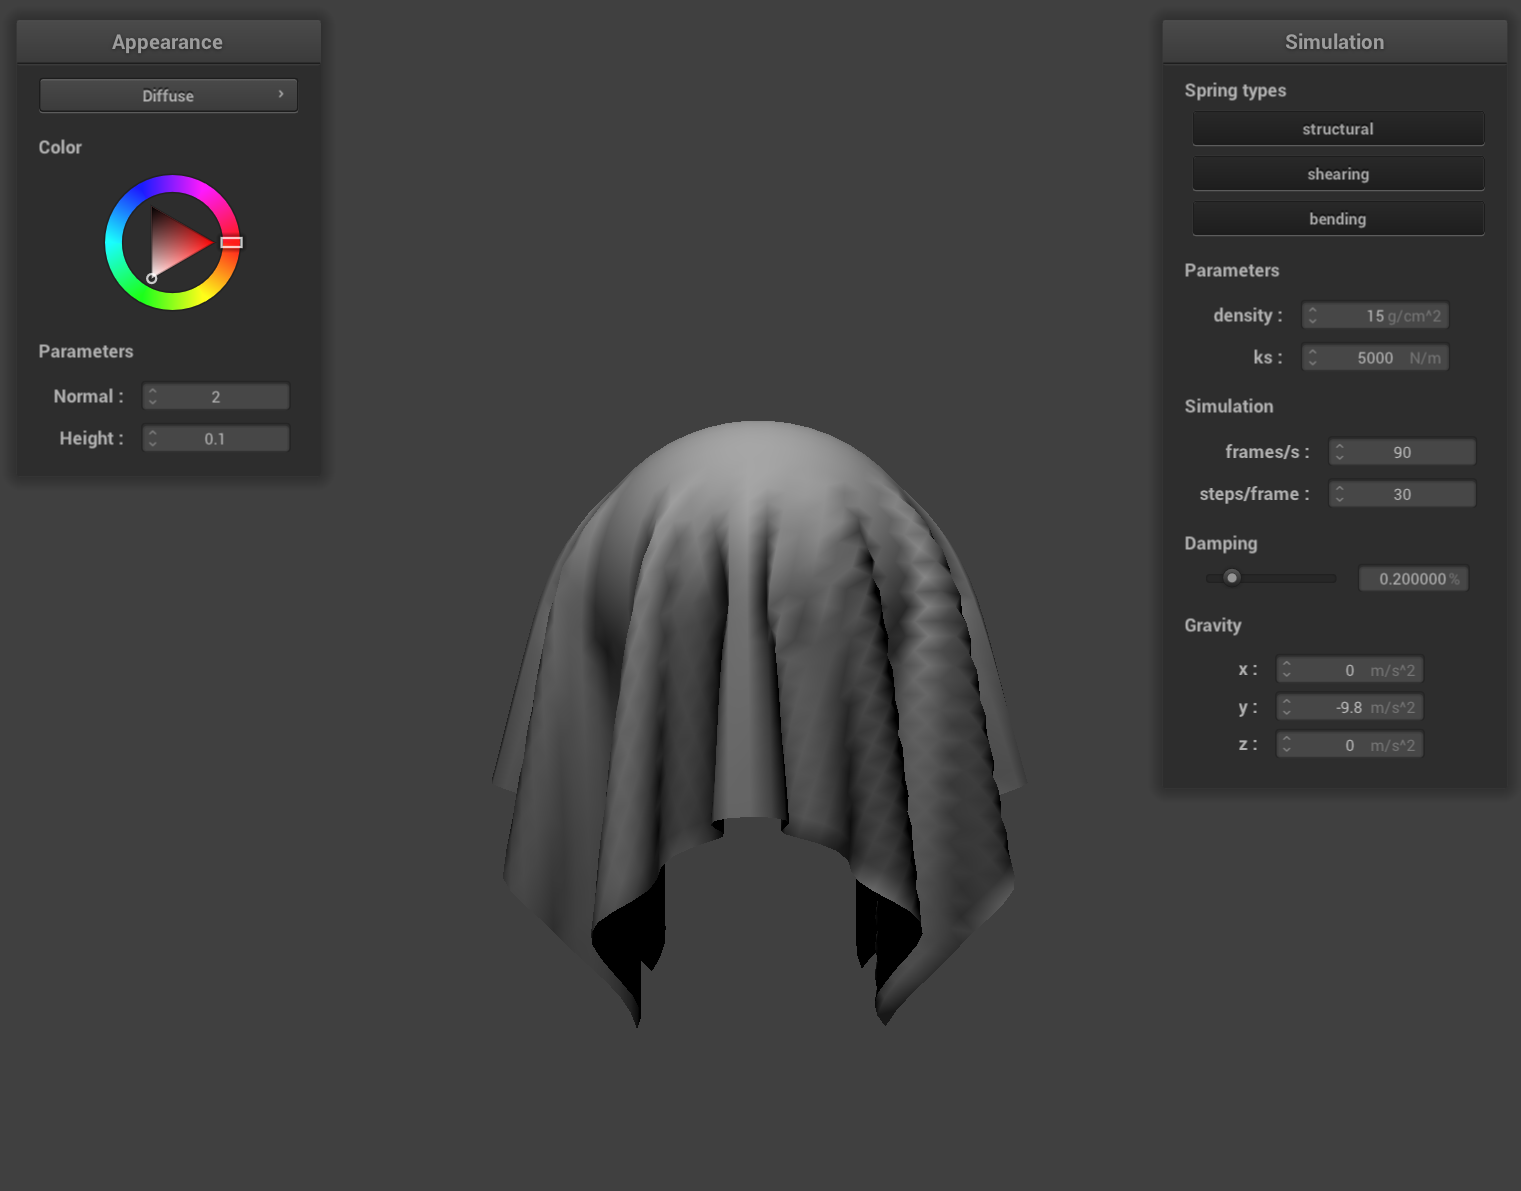 Appearance
Diffuse
Color
Parameters
Normal : 2
Height : 0.1
Simulation
Spring types
structural
shearing
bending
Parameters
density : 15 g/cm^2
ks : 5000 N/m
Simulation
frames/s : 90
steps/frame : 30
Damping
0.200000 %
Gravity
x : 0 m/s^2
y : -9.8 m/s^2
z : 0 m/s^2